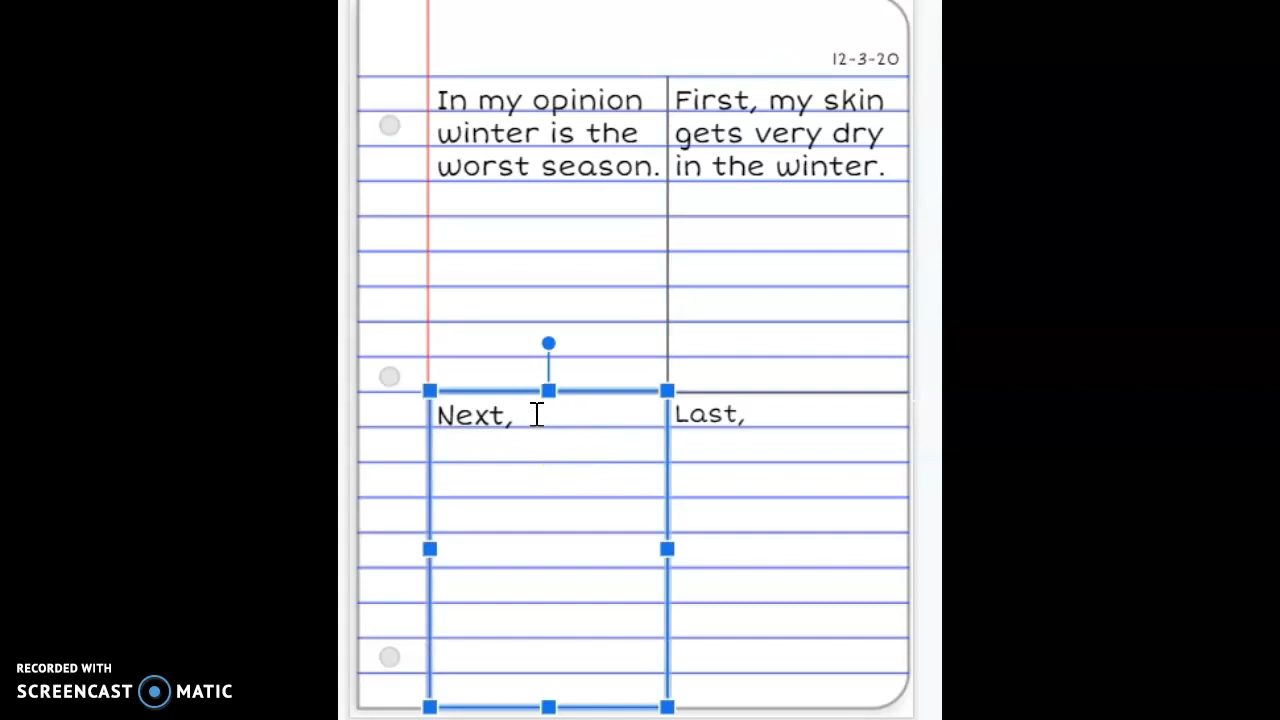 12-3-20
In my opinion
winter is the
worst season.
First, my skin
gets very dry
in the winter.
Next,
Last,
RECORDED WITH
SCREENCAST MATIC